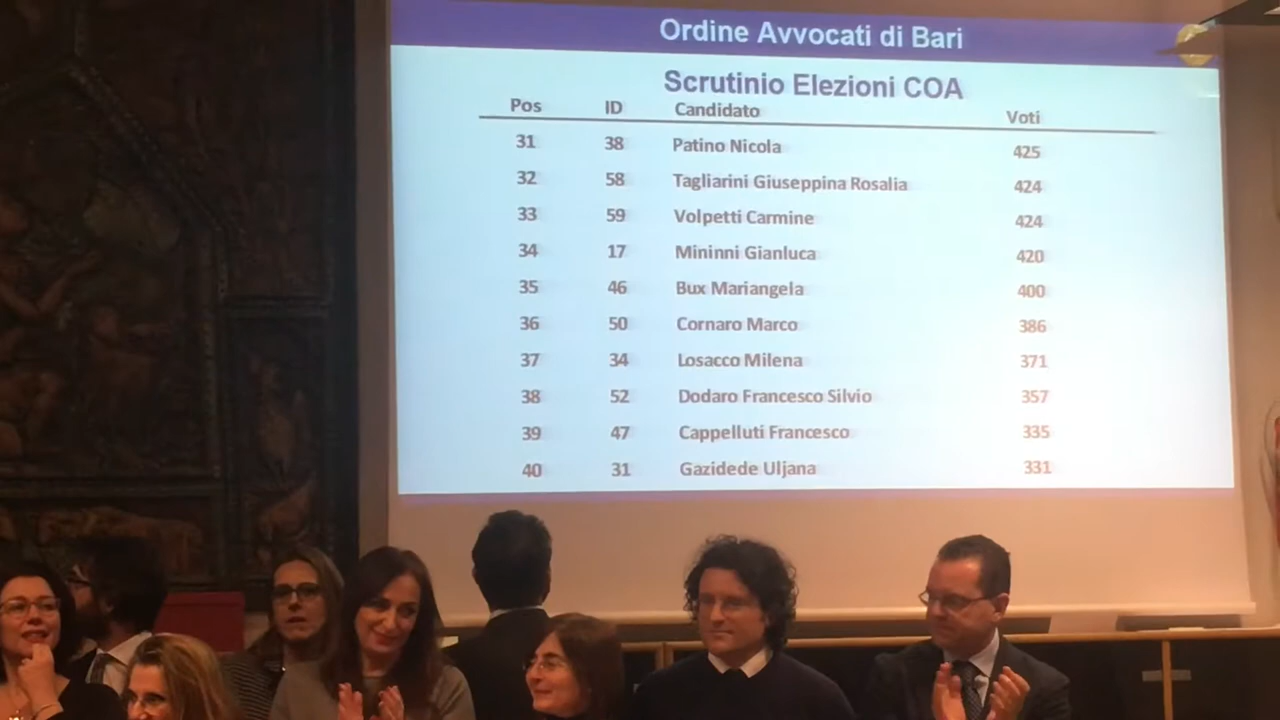 Ordine Avvocati di Bari
Scrutinio Elezioni COA
Pos ID Candidato Voti
31 38 Patino Nicola 425
32 58 Tagliarini Giuseppina Rosalia 424
33 59 Volpetti Carmine 424
34 17 Mininni Gianluca 420
35 46 Bux Mariangela 400
36 50 Cornaro Marco 386
37 34 Losacco Milena 371
38 52 Dodaro Francesco Silvio 357
39 47 Cappelluti Francesco 335
40 31 Gazidede Uljana 331